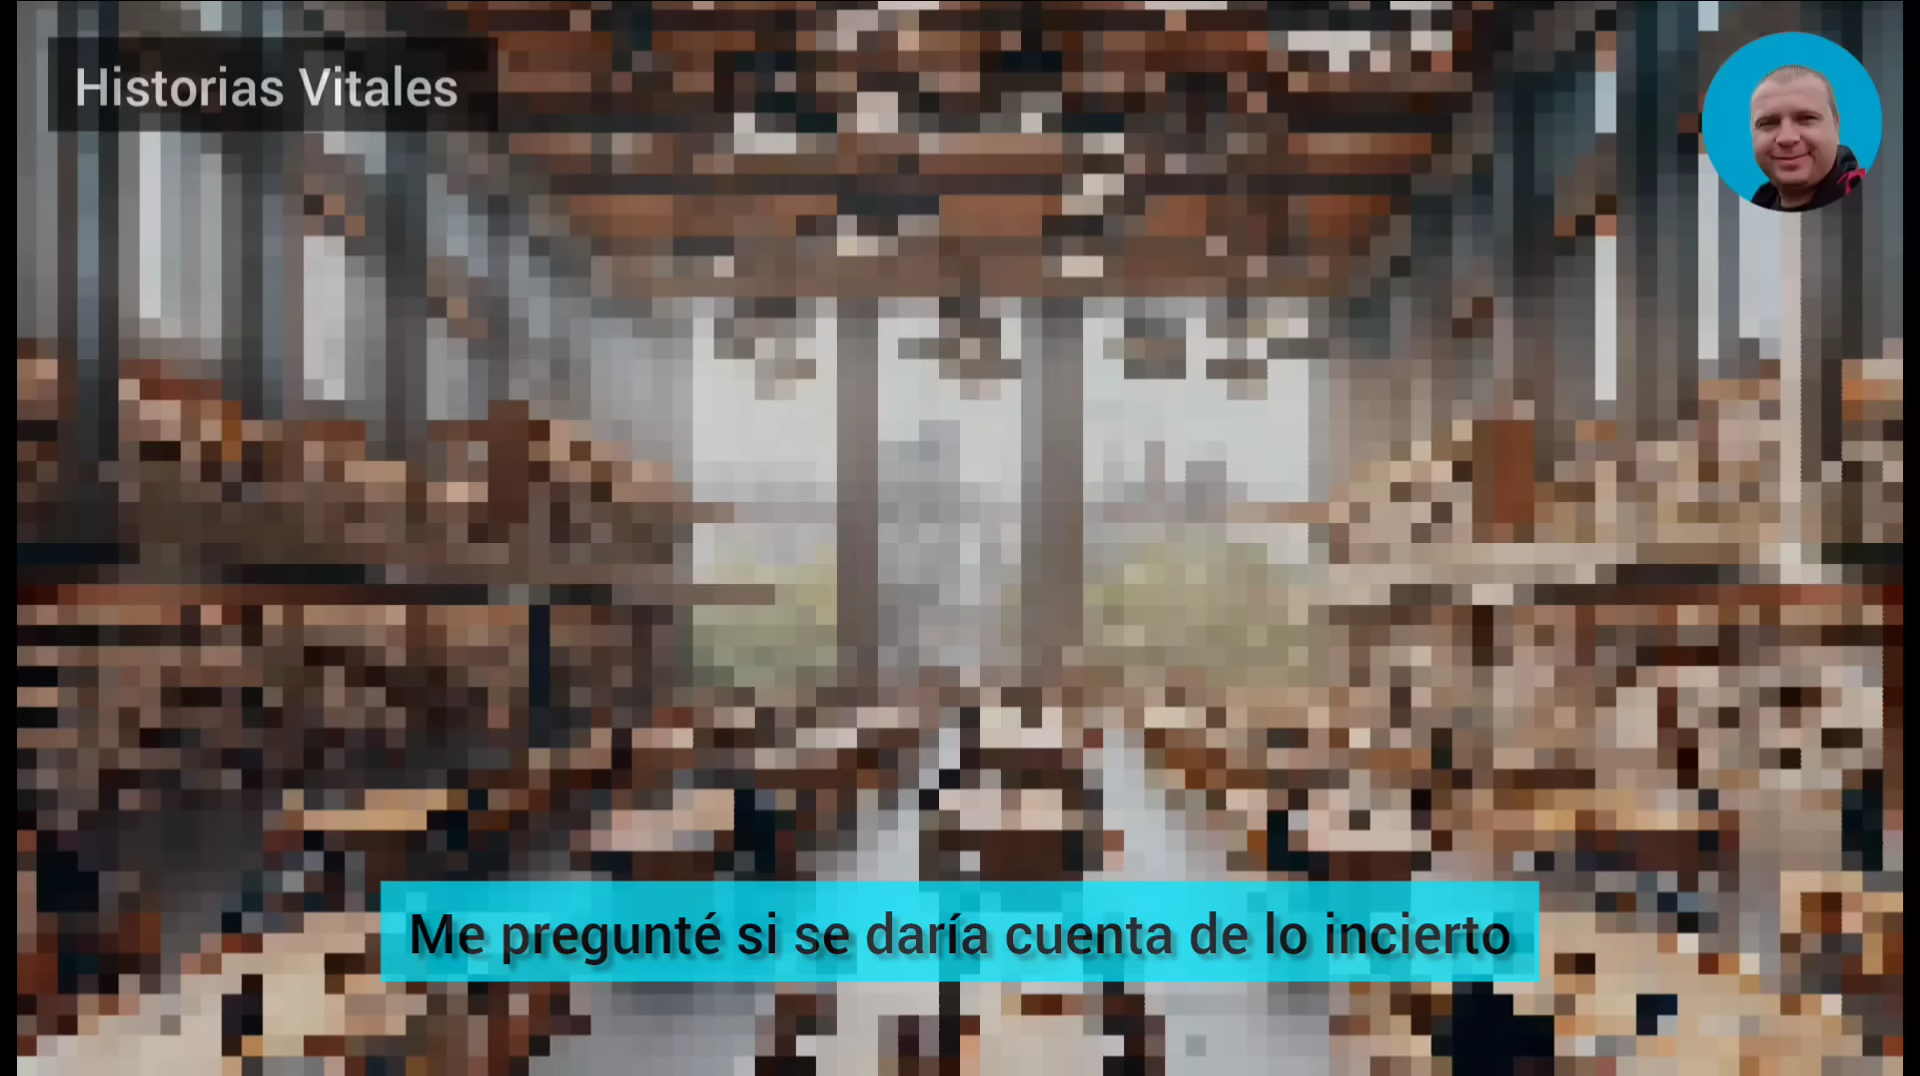 Historias Vitales
Me pregunté si se daría cuenta de lo incierto